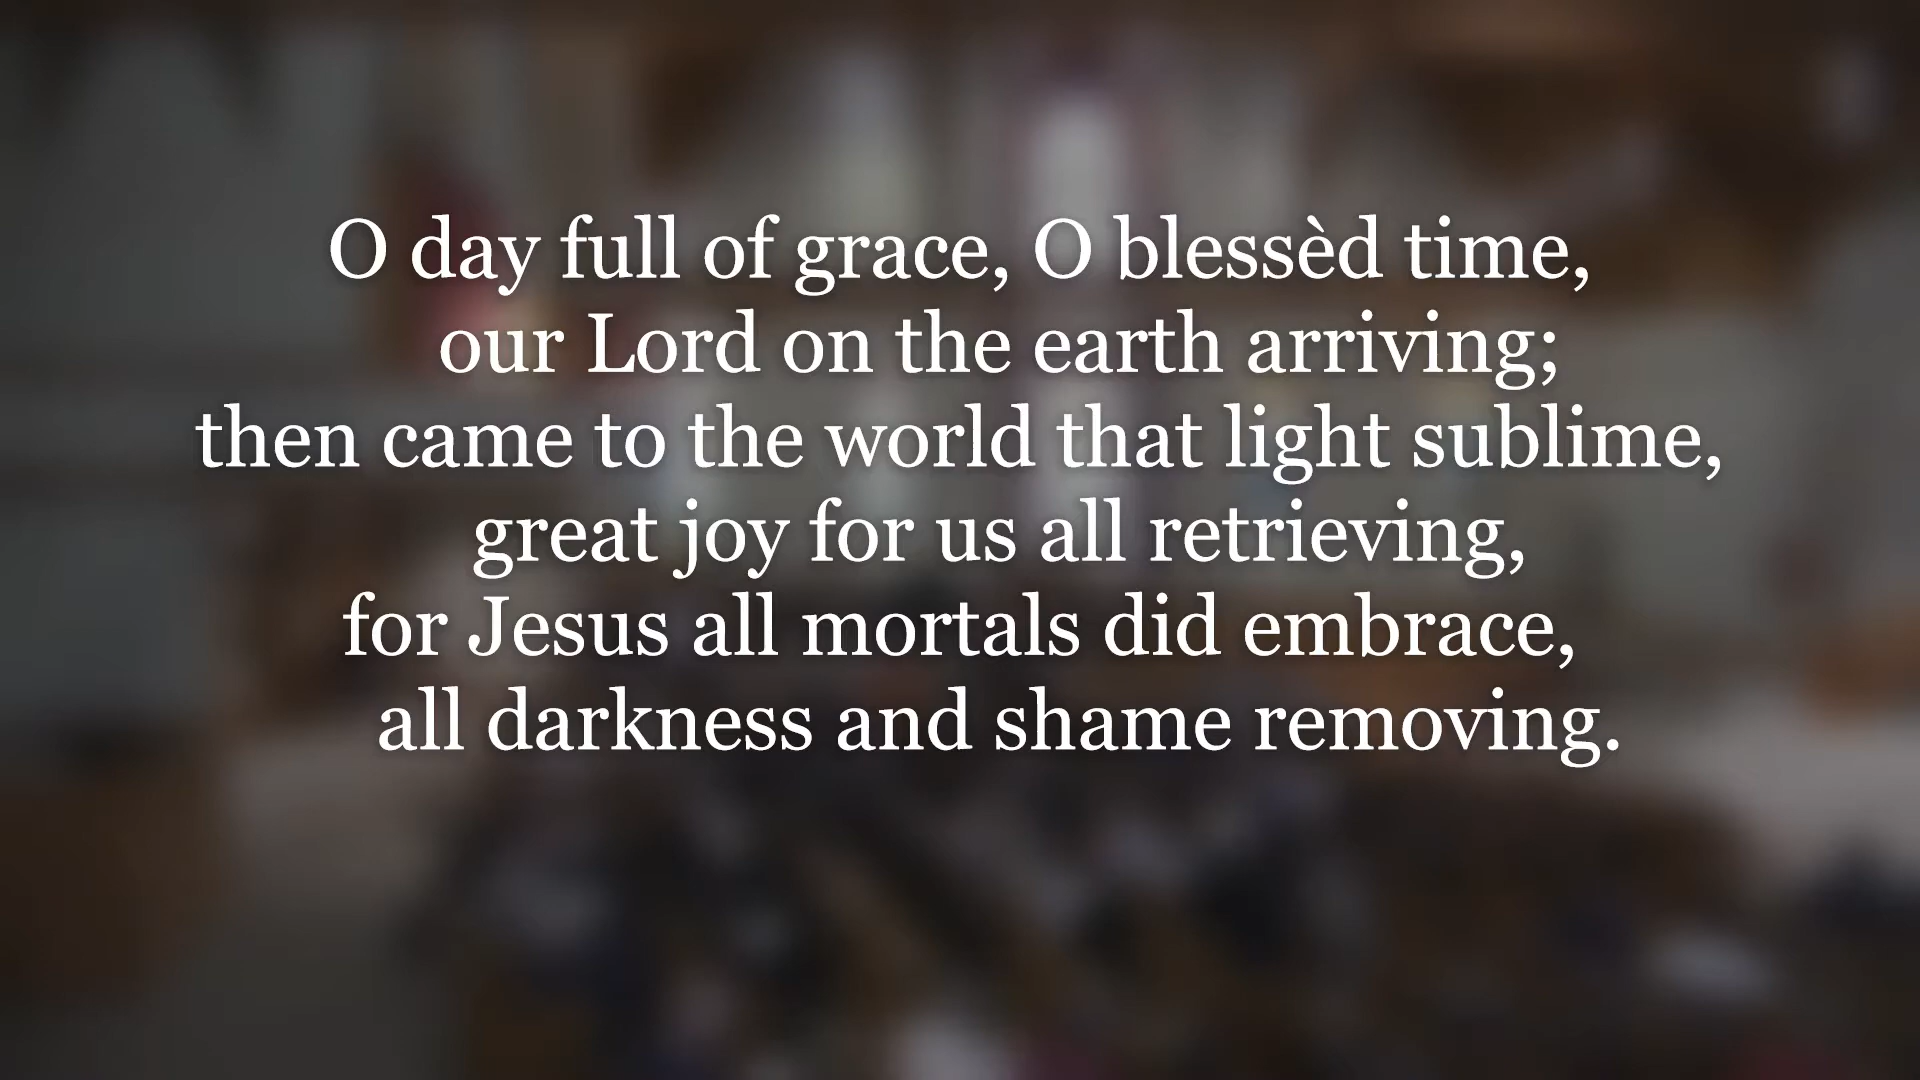 O day full of grace, O blessèd time,
our Lord on the earth arriving;
then came to the world that light sublime,
great joy for us all retrieving,
for Jesus all mortals did embrace,
all darkness and shame removing.